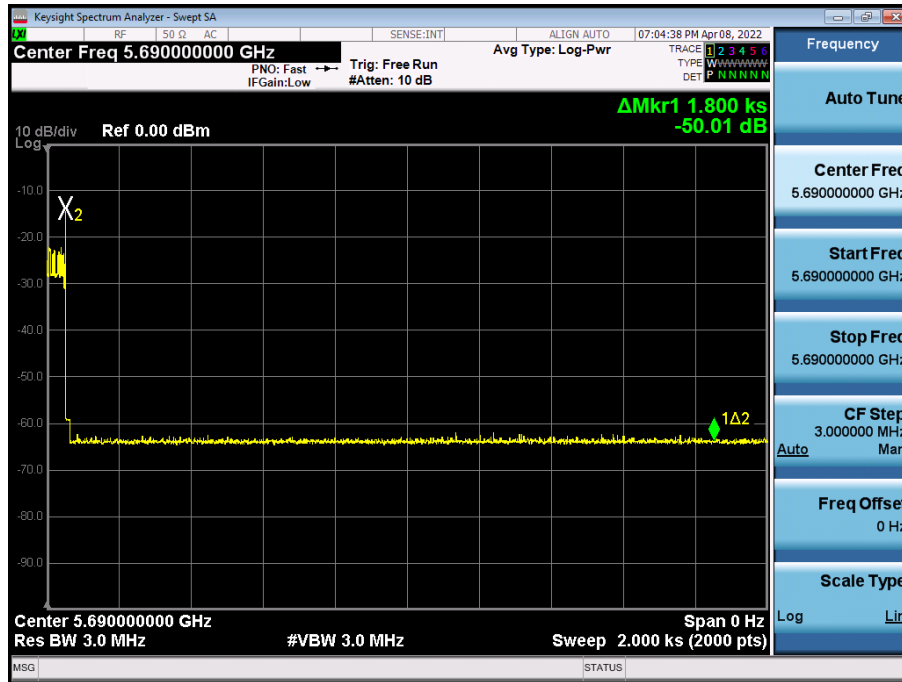 Keysight Spectrum Analyzer - Swept SA
LXI RF 50 Ω AC SENSE:INT ALIGN AUTO 07:04:38 PM Apr 08, 2022
Center Freq 5.690000000 GHz
PNO: Fast
IFGain:Low
Trig: Free Run
#Atten: 10 dB
Avg Type: Log-Pwr
TRACE 1 2 3 4 5 6
TYPE WWWWWW
DET P N N N N N
ΔMkr1 1.800 ks
-50.01 dB
10 dB/div Ref 0.00 dBm
Log
-10.0
-20.0
-30.0
-40.0
-50.0
-60.0
-70.0
-80.0
-90.0
2
1Δ2
Center 5.690000000 GHz Span 0 Hz
Res BW 3.0 MHz #VBW 3.0 MHz Sweep 2.000 ks (2000 pts)
MSG STATUS
Frequency
Auto Tune
Center Freq
5.690000000 GHz
Start Freq
5.690000000 GHz
Stop Freq
5.690000000 GHz
CF Step
3.000000 MHz
Auto Man
Freq Offset
0 Hz
Scale Type
Log Lin